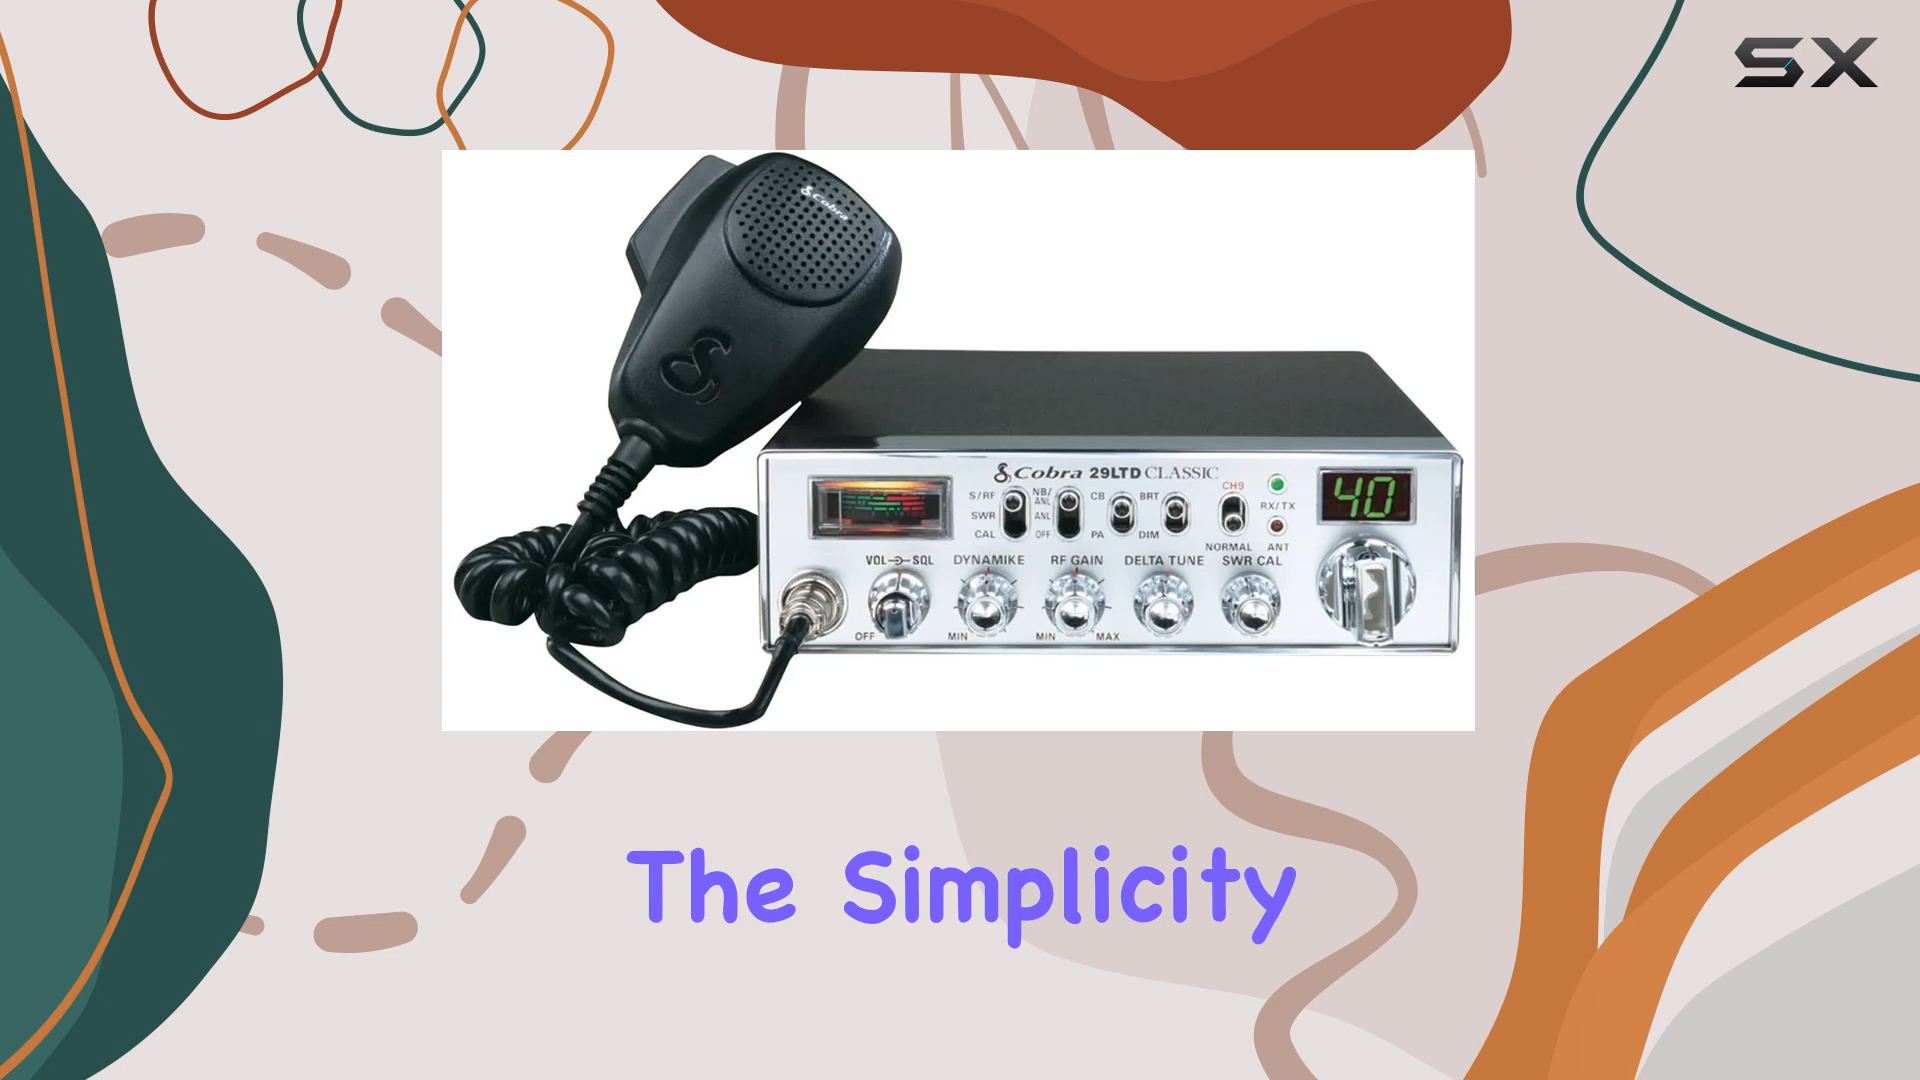 SX
Cobra
Cobra 29LTD CLASSIC
S/RF
SWR
CAL
NB/
ANL
ANL
OFF
CB
PA
BRT
DIM
CH9
NORMAL
RX/TX
ANT
40
VOL SQL
OFF
DYNAMIKE
MIN
RF GAIN
MIN MAX
DELTA TUNE
SWR CAL
The Simplicity